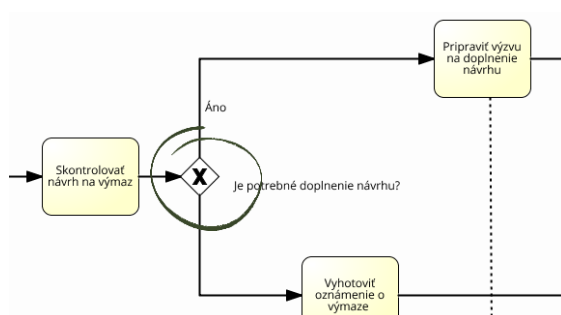 Pripraviť výzvu
na doplnenie
návrhu
Áno
Skontrolovať
návrh na výmaz
X
Je potrebné doplnenie návrhu?
Vyhotoviť
oznámenie o
výmaze